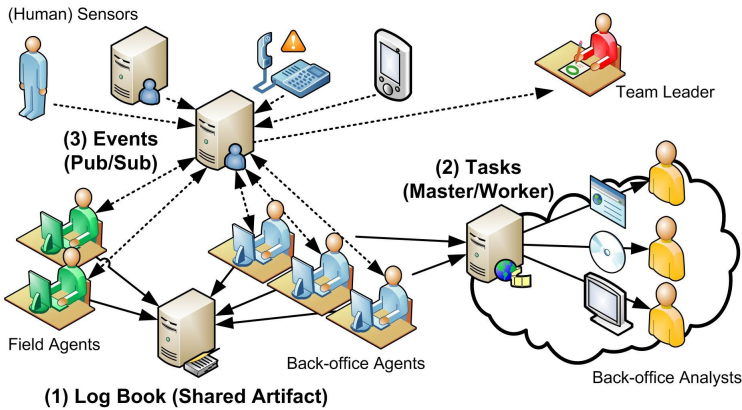 (Human) Sensors
Team Leader
(3) Events
(Pub/Sub)
(2) Tasks
(Master/Worker)
Field Agents
Back-office Agents
Back-office Analysts
(1) Log Book (Shared Artifact)